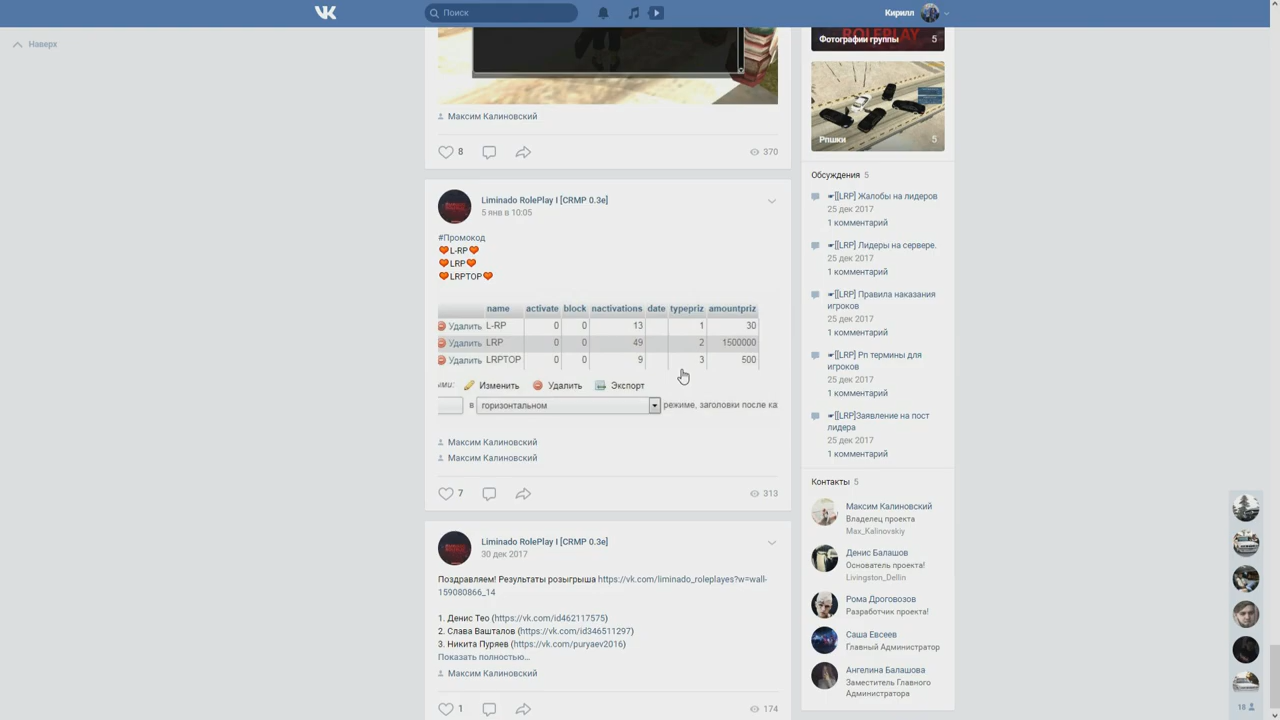 Поиск
Кирилл
Наверх
Максим Калиновский
8
370
Liminado RolePlay I [CRMP 0.3e]
5 янв в 10:05
#Промокод
L-RP
LRP
LRPTOP
name activate block nactivations date typepriz amountpriz
Удалить L-RP 0 0 13 1 30
Удалить LRP 0 0 49 2 1500000
Удалить LRPTOP 0 0 9 3 500
ыми: Изменить Удалить Экспорт
в горизонтальном режиме, заголовки после ка
Максим Калиновский
Максим Калиновский
7
313
Liminado RolePlay I [CRMP 0.3e]
30 дек 2017
Поздравляем! Результаты розыгрыша https://vk.com/liminado_roleplayes?w=wall-
159080866_14
1. Денис Тео (https://vk.com/id462117575)
2. Слава Вашталов (https://vk.com/id346511297)
3. Никита Пуряев (https://vk.com/puryaev2016)
Показать полностью…
Максим Калиновский
1
174
ROLEPLAY
Фотографии группы 5
Рпшки 5
Обсуждения 5
☛[[LRP] Жалобы на лидеров
25 дек 2017
1 комментарий
☛[[LRP] Лидеры на сервере.
25 дек 2017
1 комментарий
☛[[LRP] Правила наказания
игроков
25 дек 2017
1 комментарий
☛[[LRP] Рп термины для
игроков
25 дек 2017
1 комментарий
☛[[LRP]Заявление на пост
лидера
25 дек 2017
1 комментарий
Контакты 5
Максим Калиновский
Владелец проекта
Max_Kalinovskiy
Денис Балашов
Основатель проекта!
Livingston_Dellin
Рома Дроговозов
Разработчик проекта!
Саша Евсеев
Главный Администратор
Ангелина Балашова
Заместитель Главного
Администратора
18